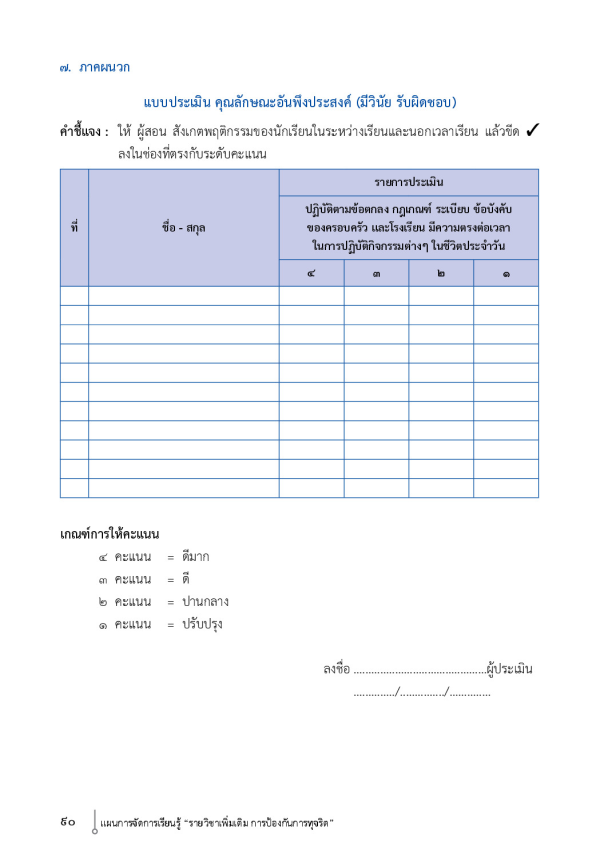 ๗. ภาคผนวก
แบบประเมิน คุณลักษณะอันพึงประสงค์ (มีวินัย รับผิดชอบ)
คำชี้แจง : ให้ ผู้สอน สังเกตพฤติกรรมของนักเรียนในระหว่างเรียนและนอกเวลาเรียน แล้วขีด ✓
ลงในช่องที่ตรงกับระดับคะแนน
ที่
ชื่อ - สกุล
รายการประเมิน
ปฏิบัติตามข้อตกลง กฎเกณฑ์ ระเบียบ ข้อบังคับ
ของครอบครัว และโรงเรียน มีความตรงต่อเวลา
ในการปฏิบัติกิจกรรมต่างๆ ในชีวิตประจำวัน
๔ ๓ ๒ ๑
เกณฑ์การให้คะแนน
๔ คะแนน = ดีมาก
๓ คะแนน = ดี
๒ คะแนน = ปานกลาง
๑ คะแนน = ปรับปรุง
ลงชื่อ .............................................ผู้ประเมิน
............../.............../..............
๙๐ แผนการจัดการเรียนรู้ “รายวิชาเพิ่มเติม การป้องกันการทุจริต”